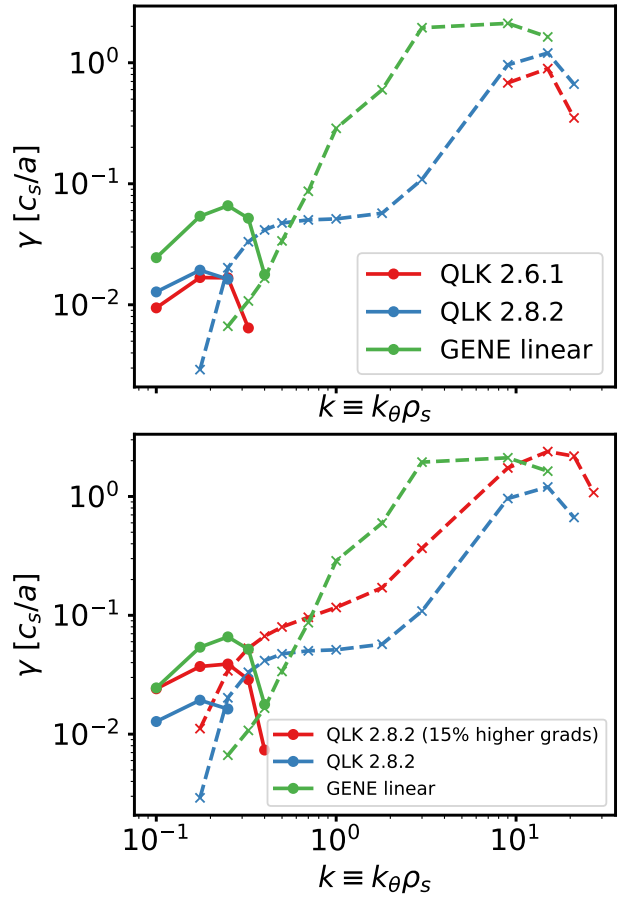 10^0
10^-1
10^-2
γ [c_s/a]
QLK 2.6.1
QLK 2.8.2
GENE linear
k ≡ k_θρ_s
10^0
10^-1
10^-2
γ [c_s/a]
QLK 2.8.2 (15% higher grads)
QLK 2.8.2
GENE linear
10^-1 10^0 10^1
k ≡ k_θρ_s